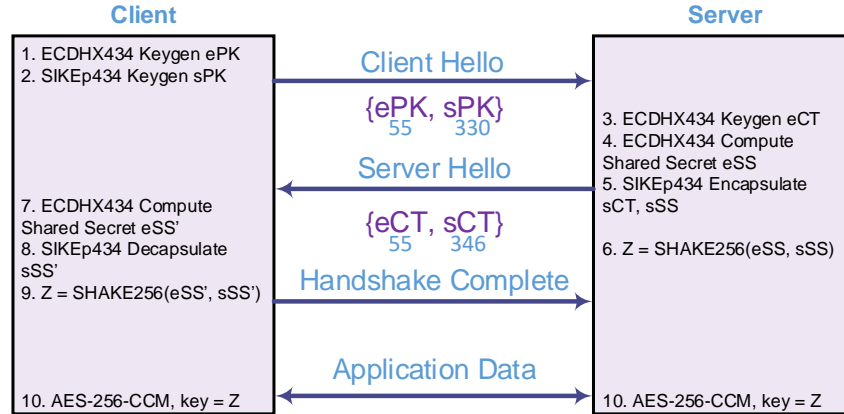 Client
Server
1. ECDHX434 Keygen ePK
2. SIKEp434 Keygen sPK
Client Hello
{ePK, sPK}
55 330
3. ECDHX434 Keygen eCT
4. ECDHX434 Compute
Shared Secret eSS
5. SIKEp434 Encapsulate
sCT, sSS
Server Hello
{eCT, sCT}
55 346
6. Z = SHAKE256(eSS, sSS)
7. ECDHX434 Compute
Shared Secret eSS'
8. SIKEp434 Decapsulate
sSS'
9. Z = SHAKE256(eSS', sSS')
Handshake Complete
Application Data
10. AES-256-CCM, key = Z
10. AES-256-CCM, key = Z